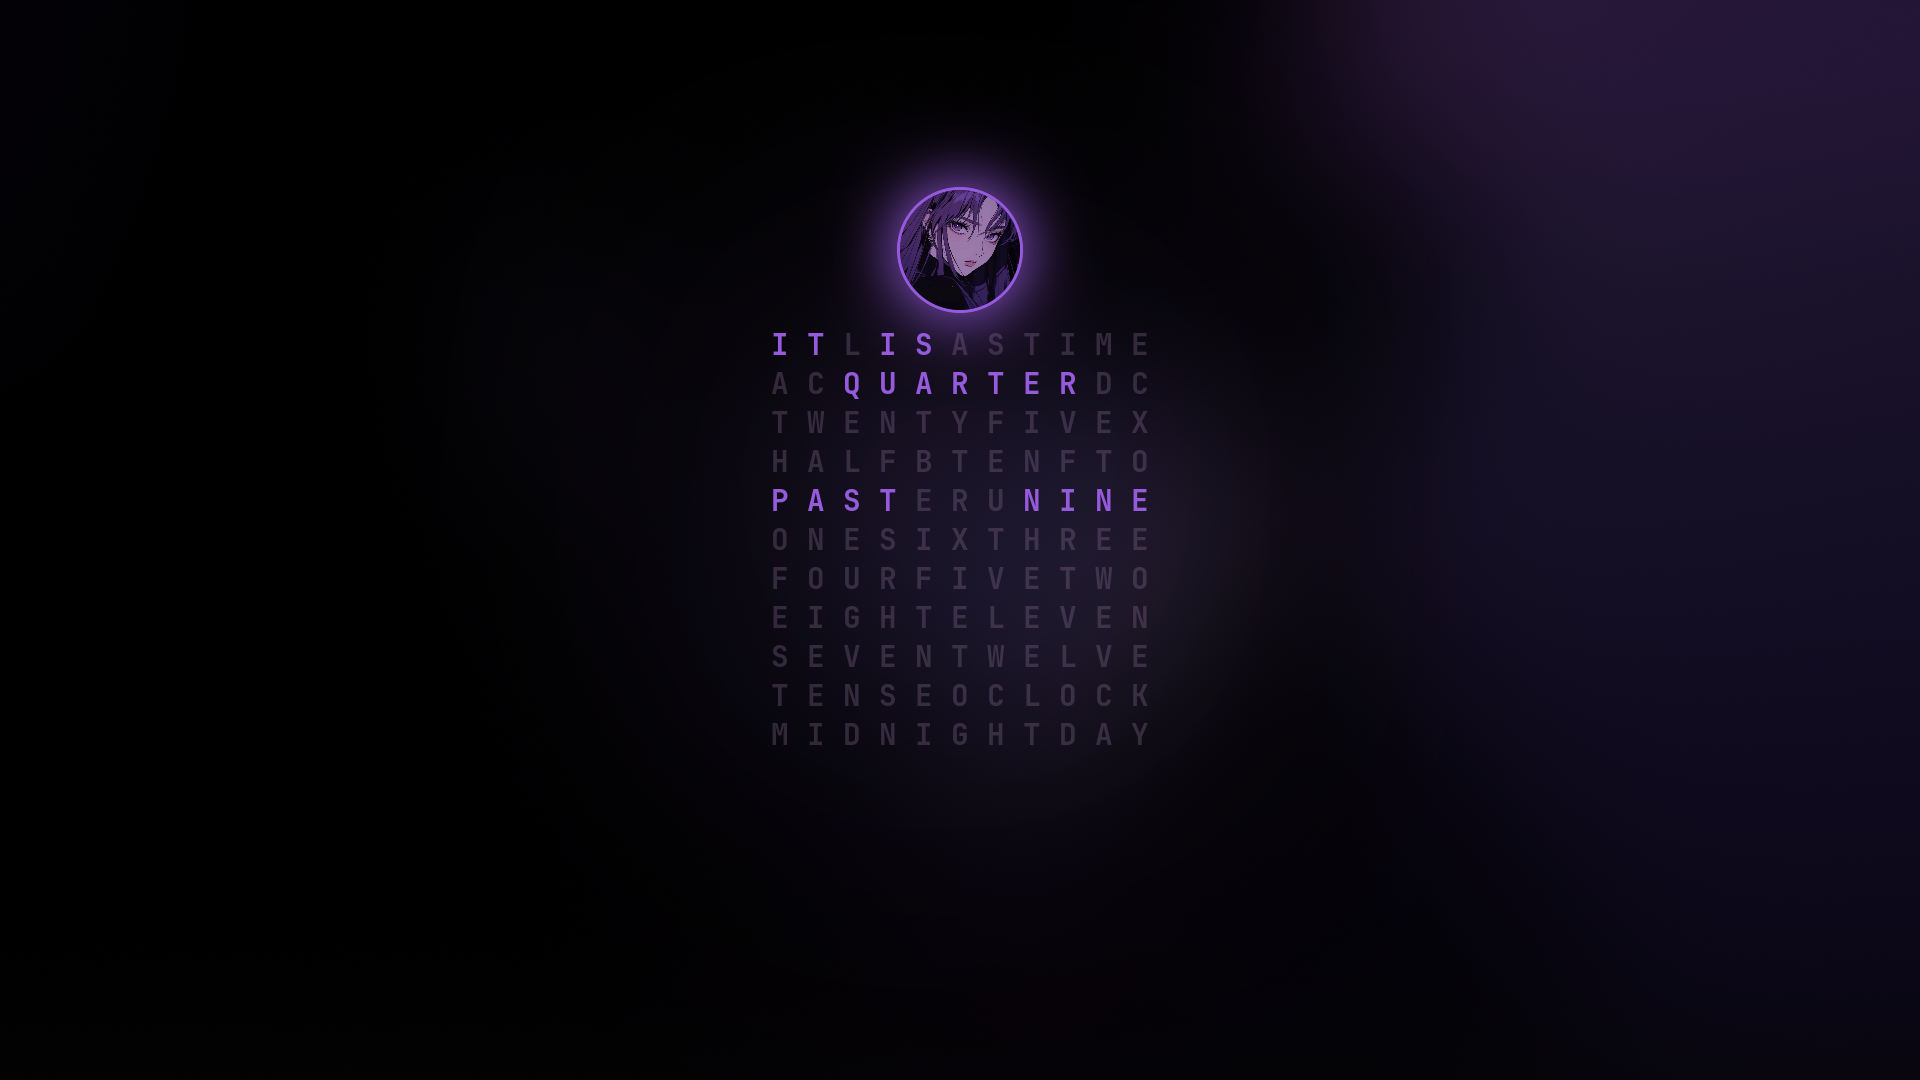 I T L I S A S T I M E
A C Q U A R T E R D C
T W E N T Y F I V E X
H A L F B T E N F T O
P A S T E R U N I N E
O N E S I X T H R E E
F O U R F I V E T W O
E I G H T E L E V E N
S E V E N T W E L V E
T E N S E O C L O C K
M I D N I G H T D A Y